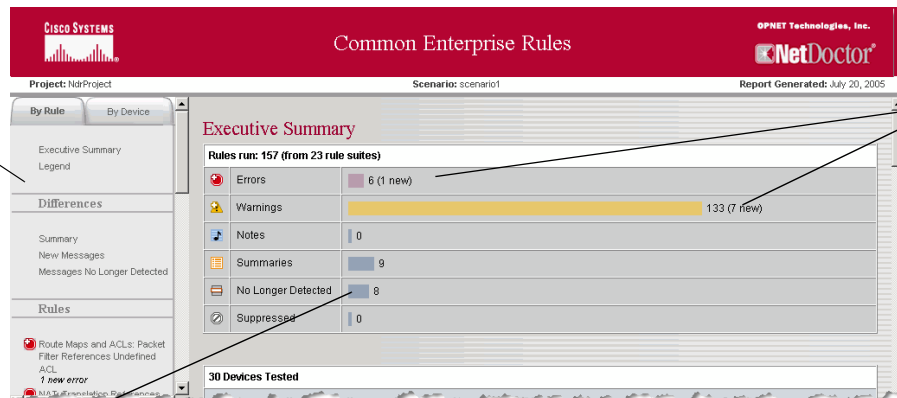 CISCO SYSTEMS
Common Enterprise Rules
OPNET Technologies, Inc.
NetDoctor
Project: NdrProject
Scenario: scenario1
Report Generated: July 20, 2005
By Rule
By Device
Executive Summary
Legend
Differences
Summary
New Messages
Messages No Longer Detected
Rules
Route Maps and ACLs: Packet
Filter References Undefined
ACL
1 new error
NAT: Translation References
Executive Summary
Rules run: 157 (from 23 rule suites)
Errors 6 (1 new)
Warnings 133 (7 new)
Notes 0
Summaries 9
No Longer Detected 8
Suppressed 0
30 Devices Tested